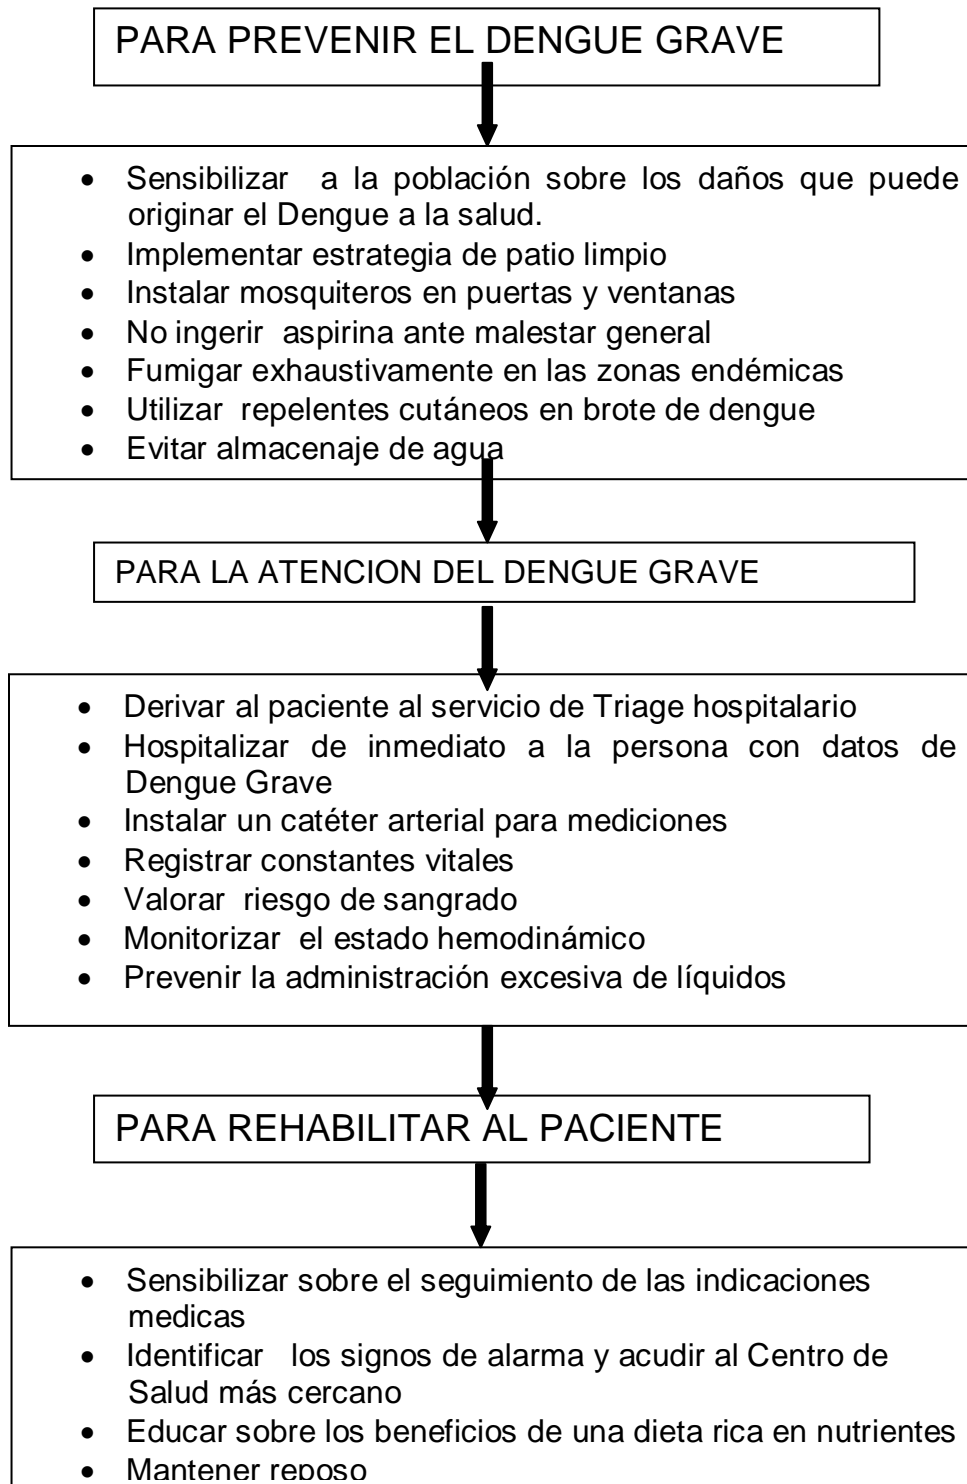 PARA PREVENIR EL DENGUE GRAVE
• Sensibilizar a la población sobre los daños que puede
originar el Dengue a la salud.
• Implementar estrategia de patio limpio
• Instalar mosquiteros en puertas y ventanas
• No ingerir aspirina ante malestar general
• Fumigar exhaustivamente en las zonas endémicas
• Utilizar repelentes cutáneos en brote de dengue
• Evitar almacenaje de agua
PARA LA ATENCION DEL DENGUE GRAVE
• Derivar al paciente al servicio de Triage hospitalario
• Hospitalizar de inmediato a la persona con datos de
Dengue Grave
• Instalar un catéter arterial para mediciones
• Registrar constantes vitales
• Valorar riesgo de sangrado
• Monitorizar el estado hemodinámico
• Prevenir la administración excesiva de líquidos
PARA REHABILITAR AL PACIENTE
• Sensibilizar sobre el seguimiento de las indicaciones
medicas
• Identificar los signos de alarma y acudir al Centro de
Salud más cercano
• Educar sobre los beneficios de una dieta rica en nutrientes
• Mantener reposo